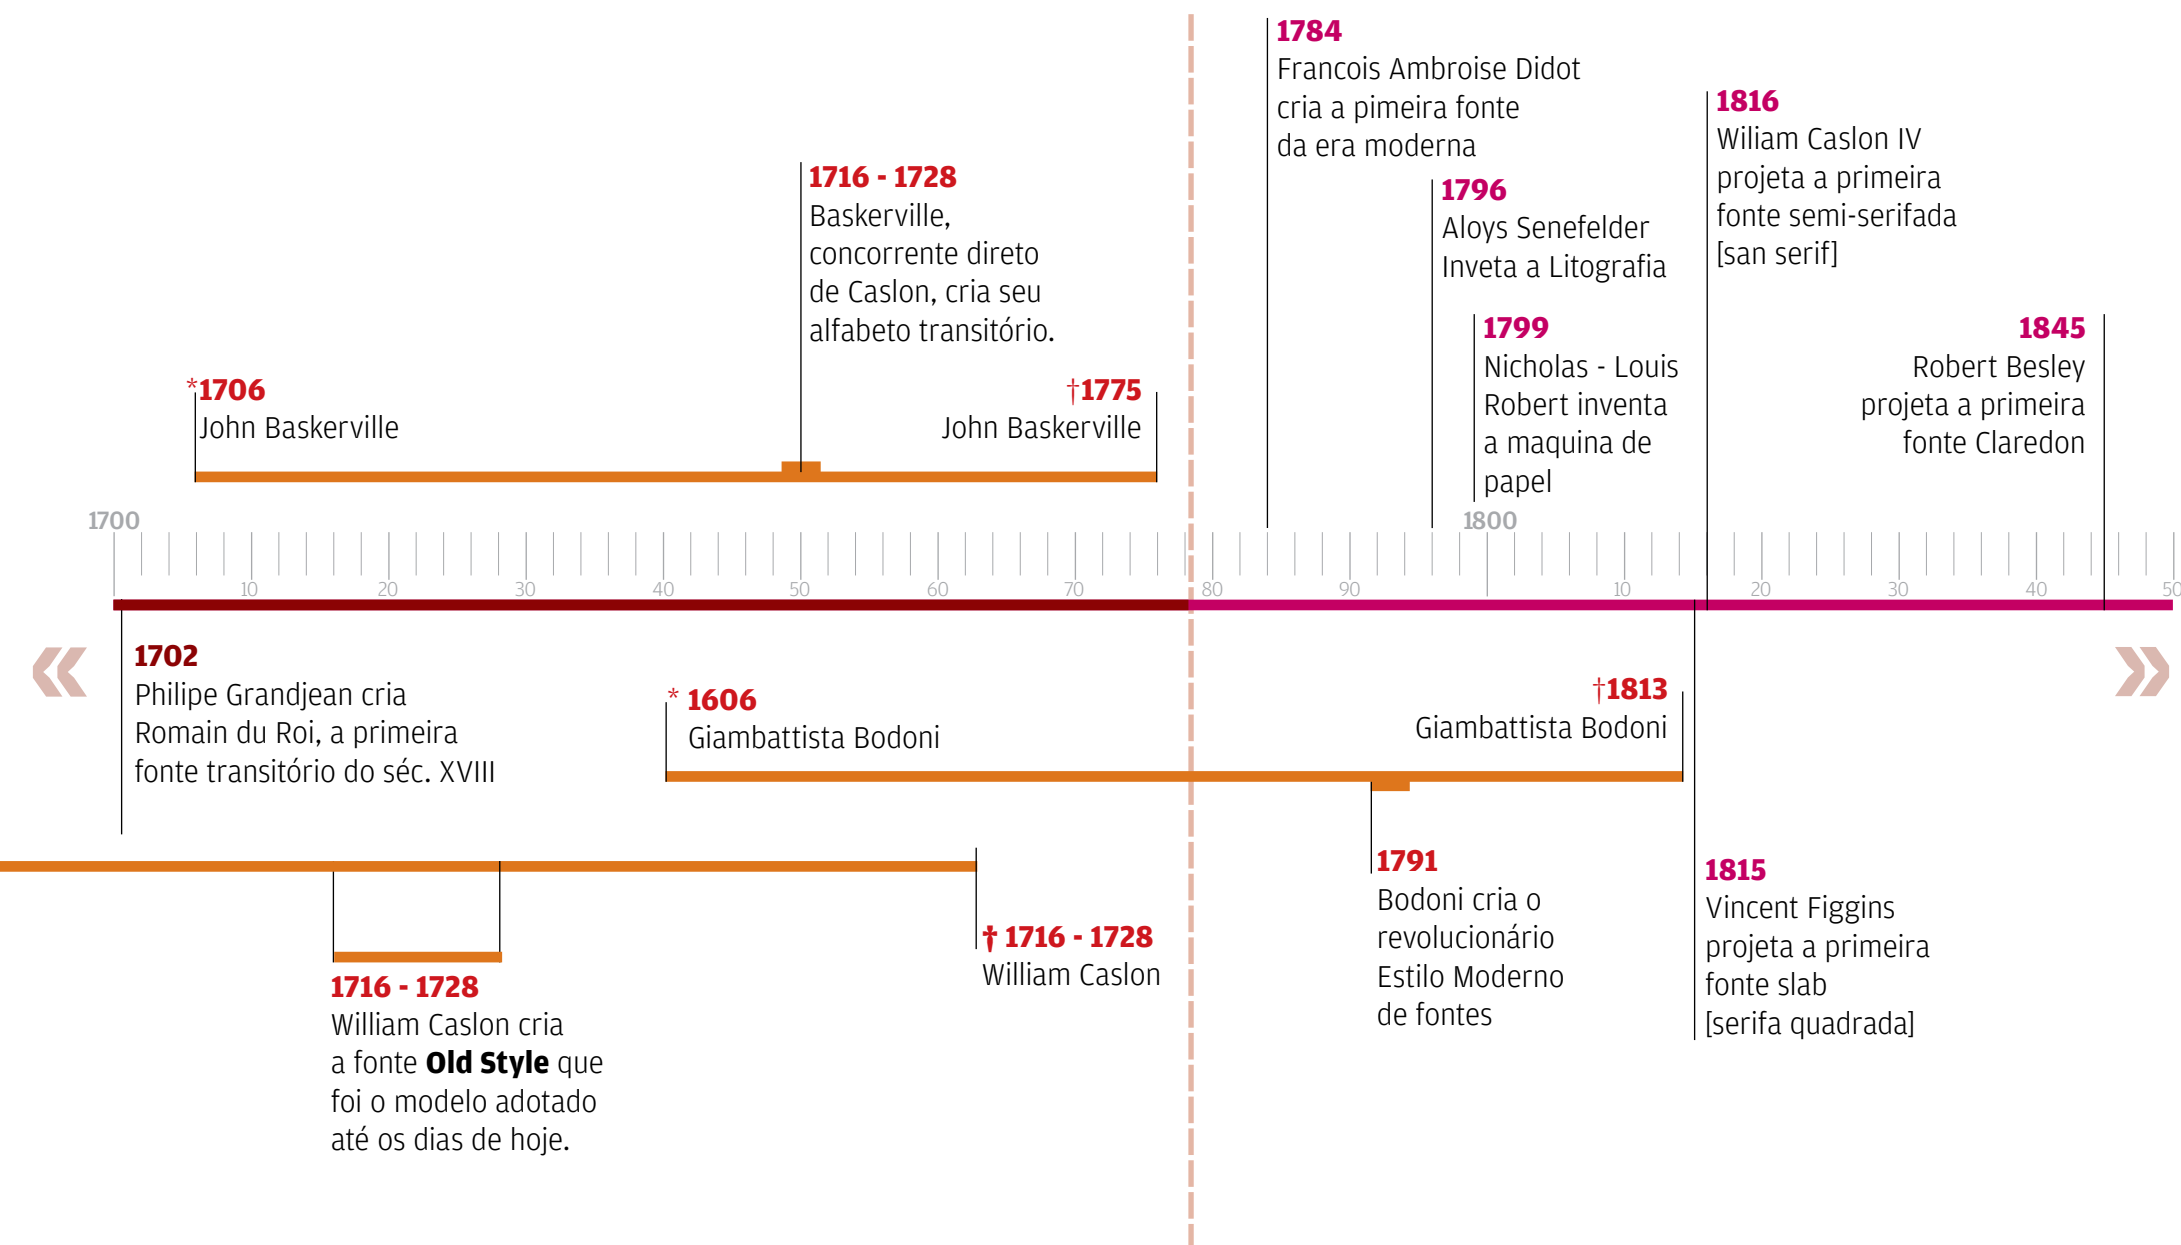 1784
Francois Ambroise Didot
cria a pimeira fonte
da era moderna
1816
Wiliam Caslon IV
projeta a primeira
fonte semi-serifada
[san serif]
1716 - 1728
Baskerville,
concorrente direto
de Caslon, cria seu
alfabeto transitório.
1796
Aloys Senefelder
Inveta a Litografia
1799
Nicholas - Louis
Robert inventa
a maquina de
papel
1845
Robert Besley
projeta a primeira
fonte Claredon
*1706
John Baskerville
†1775
John Baskerville
1700
1800
10 20 30 40 50 60 70 80 90 10 20 30 40 50
«
»
1702
Philipe Grandjean cria
Romain du Roi, a primeira
fonte transitório do séc. XVIII
* 1606
Giambattista Bodoni
†1813
Giambattista Bodoni
1791
Bodoni cria o
revolucionário
Estilo Moderno
de fontes
1815
Vincent Figgins
projeta a primeira
fonte slab
[serifa quadrada]
† 1716 - 1728
William Caslon
1716 - 1728
William Caslon cria
a fonte Old Style que
foi o modelo adotado
até os dias de hoje.